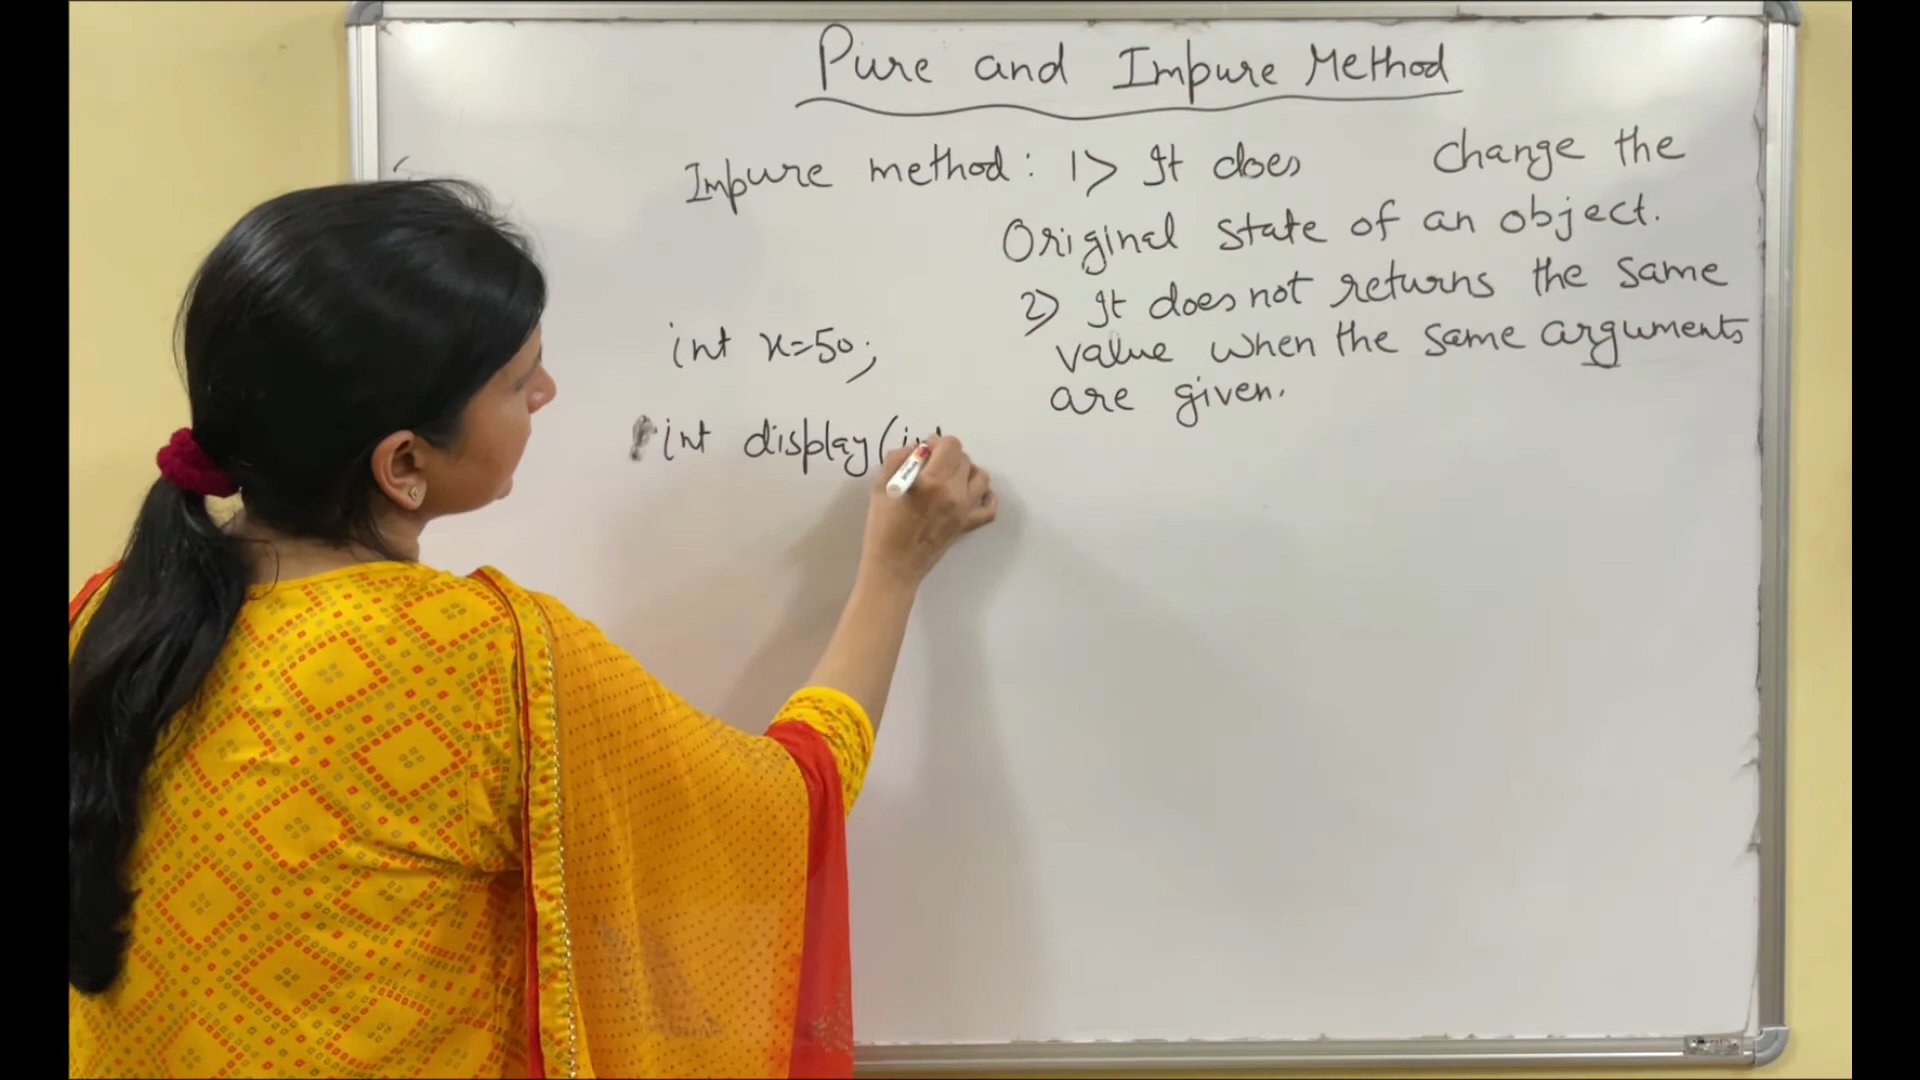 Pure and Impure Method
Impure method: 1> It does change the
Original state of an object.
2) It does not returns the same
value when the same arguments
are given.
int x=50;
int display(int